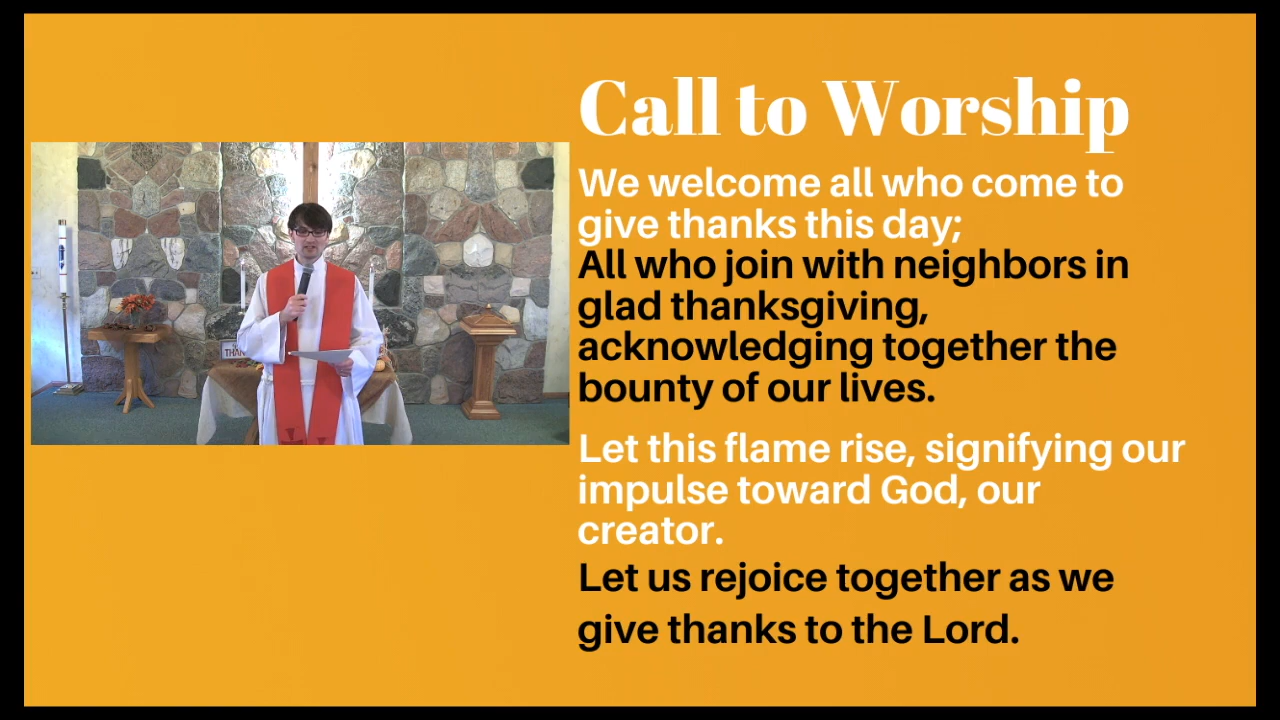 Call to Worship
We welcome all who come to
give thanks this day;
All who join with neighbors in
glad thanksgiving,
acknowledging together the
bounty of our lives.
Let this flame rise, signifying our
impulse toward God, our
creator.
Let us rejoice together as we
give thanks to the Lord.